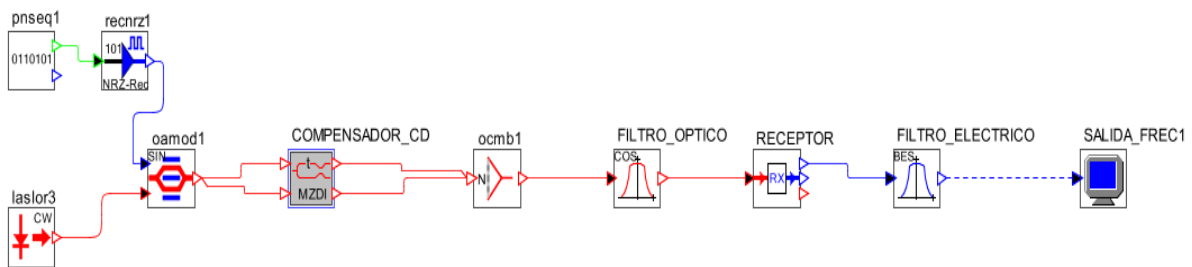 pnseq1
recnrz1
0110101
101
NRZ-Rec
oamod1
COMPENSADOR_CD
ocmb1
FILTRO_OPTICO
RECEPTOR
FILTRO_ELECTRICO
SALIDA_FREC1
SIN
t
MZDI
N
COS
RX
BES
laslor3
CW